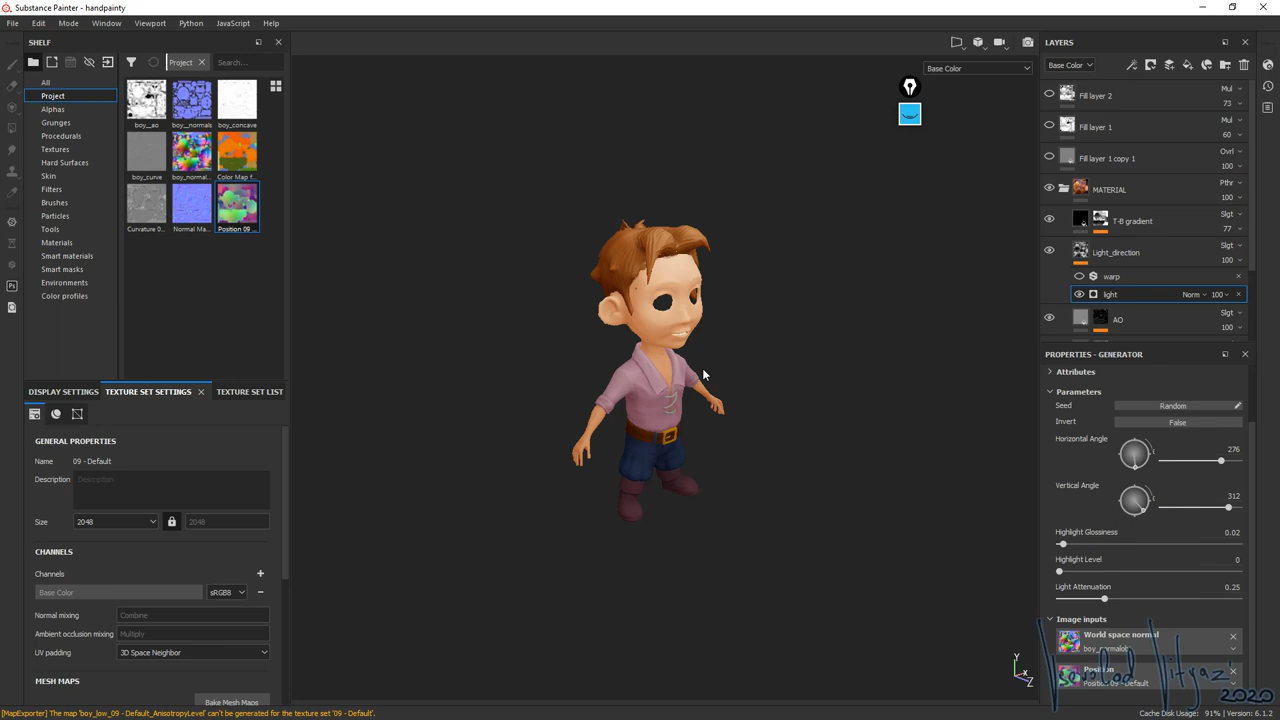 Substance Painter - handpainty
File Edit Mode Window Viewport Python JavaScript Help
SHELF
Project
Search...
All
Project
Alphas
Grunges
Procedurals
Textures
Hard Surfaces
Skin
Filters
Brushes
Particles
Tools
Materials
Smart materials
Smart masks
Environments
Color profiles
boy__ao boy__normals boy_concave
boy_curve boy_normal... Color Map f...
Curvature 0... Normal Ma... Position 09 ...
DISPLAY SETTINGS TEXTURE SET SETTINGS TEXTURE SET LIST
GENERAL PROPERTIES
Name 09 - Default
Description Description
Size 2048 2048
CHANNELS
Channels
Base Color sRGB8
Normal mixing Combine
Ambient occlusion mixing Multiply
UV padding 3D Space Neighbor
MESH MAPS
Bake Mesh Maps
Base Color
Ps
Y
X
Z
LAYERS
Base Color
Fill layer 2 Mul 73
Fill layer 1 Mul 60
Fill layer 1 copy 1 Ovrl 100
MATERIAL Pthr 100
T-B gradient Slgt 77
Light_direction Slgt 100
warp
light Norm 100
AO Slgt 100
PROPERTIES - GENERATOR
Attributes
Parameters
Seed Random
Invert False
Horizontal Angle 276
Vertical Angle 312
Highlight Glossiness 0.02
Highlight Level 0
Light Attenuation 0.25
Image inputs
World space normal
Position
Position 09 - Default
2020
[MapExporter] The map 'boy_low_09 - Default_AnisotropyLevel' can't be generated for the texture set '09 - Default'.
Cache Disk Usage: 91% | Version: 6.1.2